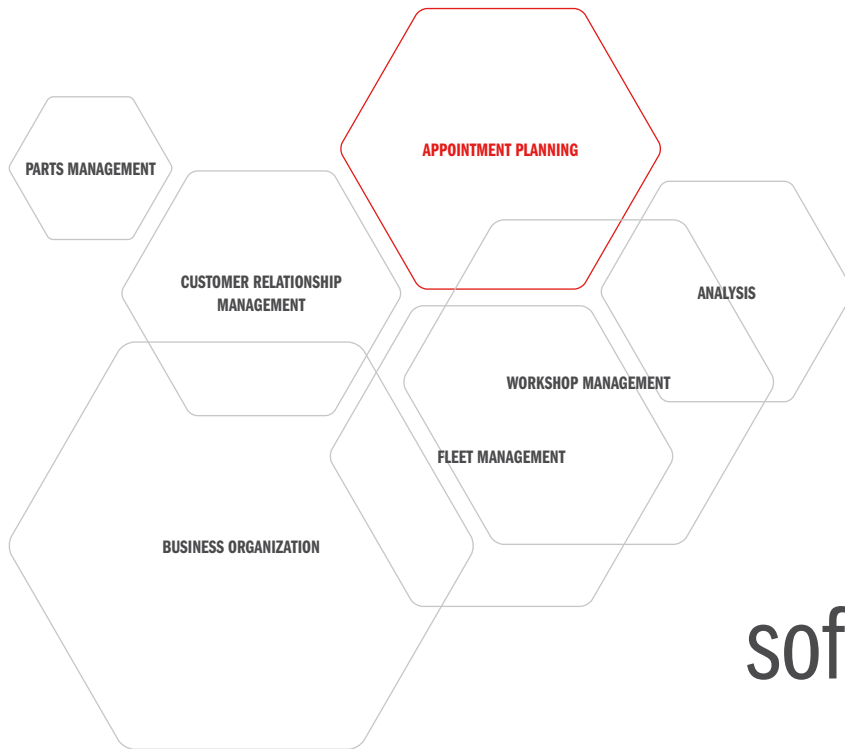 APPOINTMENT PLANNING
PARTS MANAGEMENT
CUSTOMER RELATIONSHIP
MANAGEMENT
ANALYSIS
WORKSHOP MANAGEMENT
FLEET MANAGEMENT
BUSINESS ORGANIZATION
sof